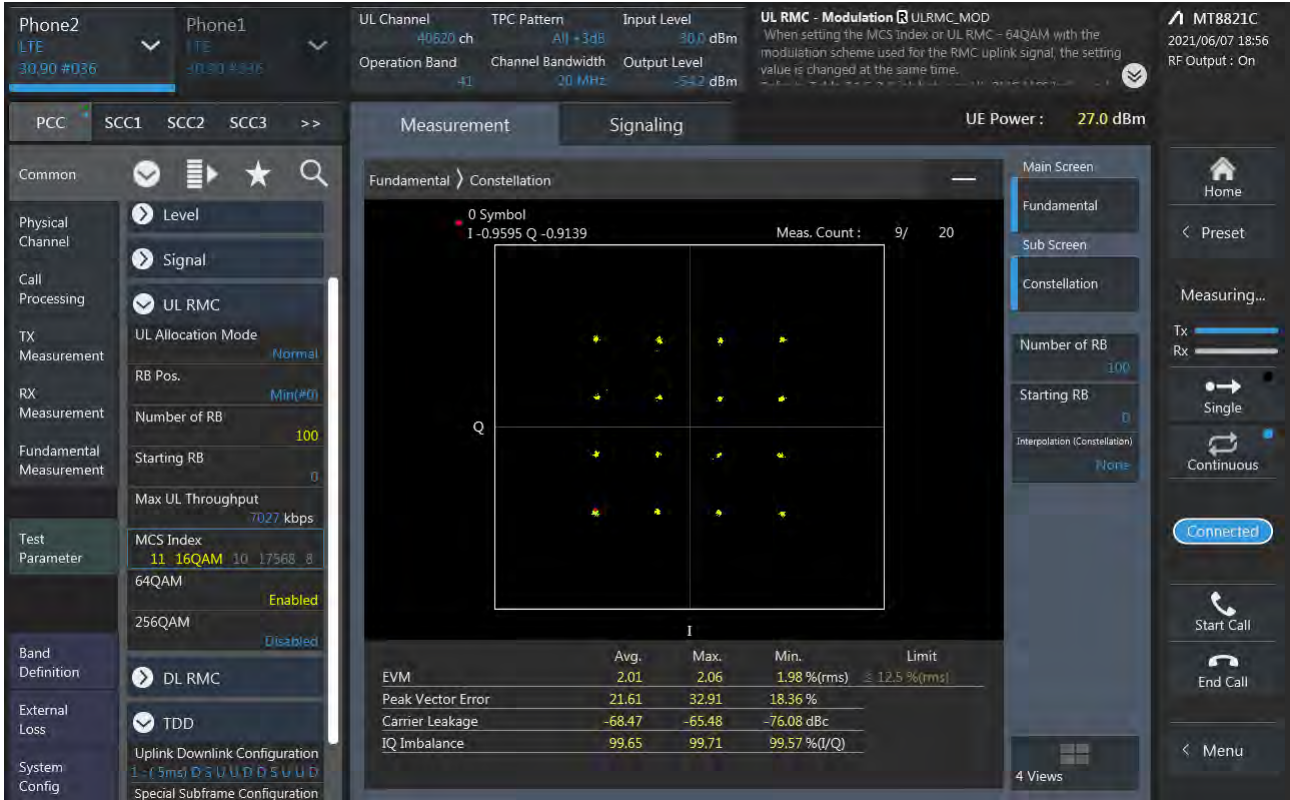 Phone2
LTE
30.90 #036
Phone1
LTE
UL Channel
40620 ch
Operation Band
41
TPC Pattern
All +3dB
Channel Bandwidth
20 MHz
Input Level
30.0 dBm
Output Level
-54.2 dBm
UL RMC - Modulation R ULRMC_MOD
When setting the MCS Index or UL RMC - 64QAM with the
modulation scheme used for the RMC uplink signal, the setting
value is changed at the same time.
MT8821C
2021/06/07 18:56
RF Output : On
PCC SCC1 SCC2 SCC3 >>
Measurement
Signaling
UE Power : 27.0 dBm
Common
Physical
Channel
Call
Processing
TX
Measurement
RX
Measurement
Fundamental
Measurement
Test
Parameter
Band
Definition
External
Loss
System
Config
Level
Signal
UL RMC
UL Allocation Mode
Normal
RB Pos.
Min(#0)
Number of RB
100
Starting RB
0
Max UL Throughput
7027 kbps
MCS Index
11 16QAM 10 17568 8
64QAM
Enabled
256QAM
Disabled
DL RMC
TDD
Uplink Downlink Configuration
1 - ( 5ms) D S U U D D S U U D
Special Subframe Configuration
Fundamental 〉 Constellation
0 Symbol
I -0.9595 Q -0.9139
Meas. Count : 9/ 20
Q
I
Avg. Max. Min. Limit
EVM 2.01 2.06 1.98 %(rms) ≤ 12.5 %(rms)
Peak Vector Error 21.61 32.91 18.36 %
Carrier Leakage -68.47 -65.48 -76.08 dBc
IQ Imbalance 99.65 99.71 99.57 %(I/Q)
Main Screen
Fundamental
Sub Screen
Constellation
Number of RB
100
Starting RB
0
Interpolation (Constellation)
None
4 Views
Home
< Preset
Measuring...
Tx
Rx
Single
Continuous
Connected
Start Call
End Call
< Menu